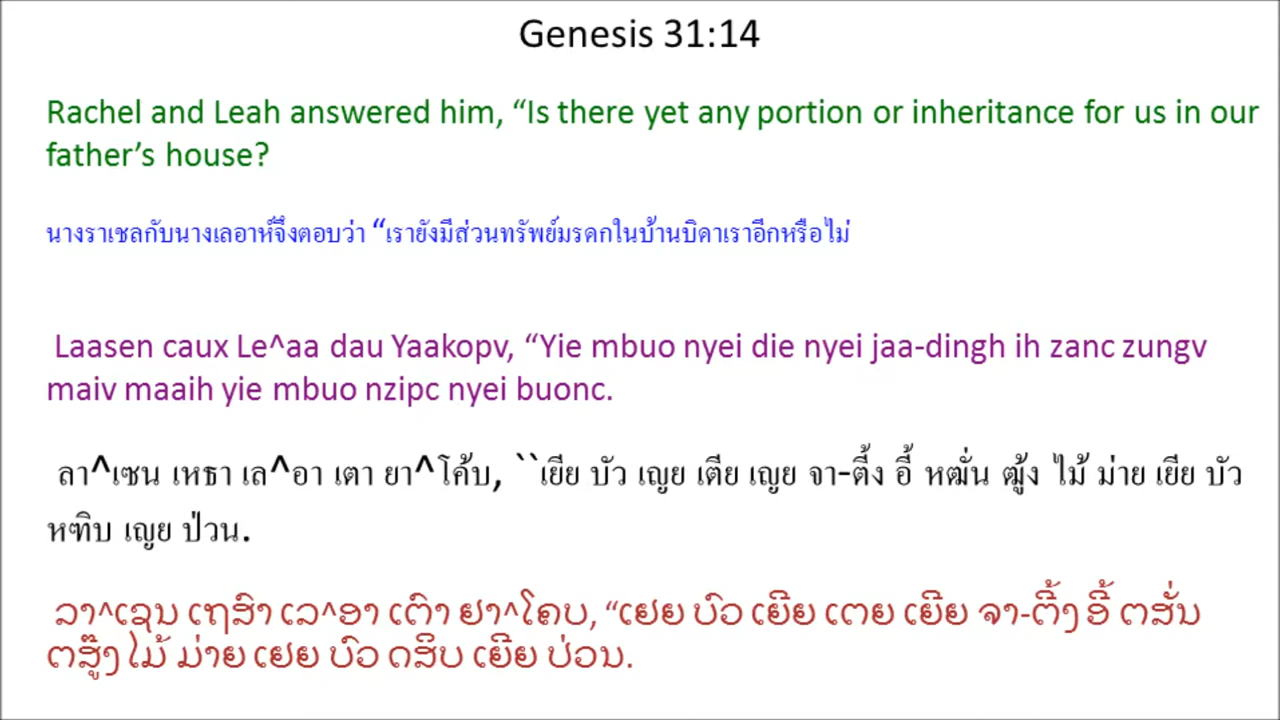 Genesis 31:14
Rachel and Leah answered him, “Is there yet any portion or inheritance for us in our
father’s house?
นางราเชลกับนางเลอาห์จึงตอบว่า “เรายังมีส่วนทรัพย์มรดกในบ้านบิดาเราอีกหรือไม่
Laasen caux Le^aa dau Yaakopv, “Yie mbuo nyei die nyei jaa-dingh ih zanc zungv
maiv maaih yie mbuo nzipc nyei buonc.
ลา^เซน เหธา เล^อา เตา ยา^โค้บ, ``เยีย บัว เญย เตีย เญย จา-ตี้ง อี้ หฒั่น ฒู้ง ไม้ ม่าย เยีย บัว
หฑิบ เญย ป่วน.
ລາ^ເຊນ ເຖສົາ ເລ^ອາ ເຕົາ ຢາ^ໂຄບ, “ເຢຍ ບົວ ເຍີຍ ເຕຍ ເຍີຍ ຈາ-ຕີ້ງ ອີ້ ຕສັ່ນ
ຕສູ໊ງ ໄມ້ ມ່າຍ ເຢຍ ບົວ ດສິບ ເຍີຍ ປ່ວນ.